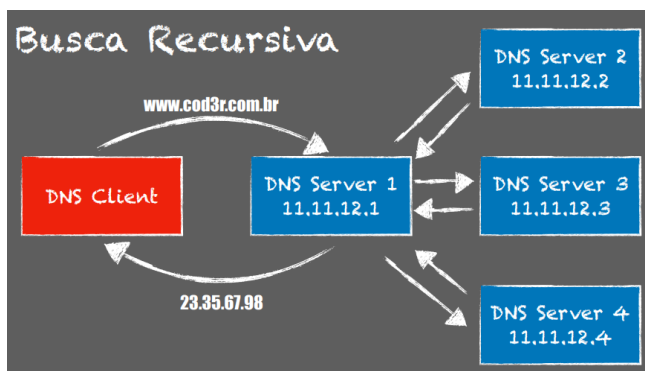 Busca Recursiva
www.cod3r.com.br
DNS Client
DNS Server 1
11.11.12.1
23.35.67.98
DNS Server 2
11.11.12.2
DNS Server 3
11.11.12.3
DNS Server 4
11.11.12.4